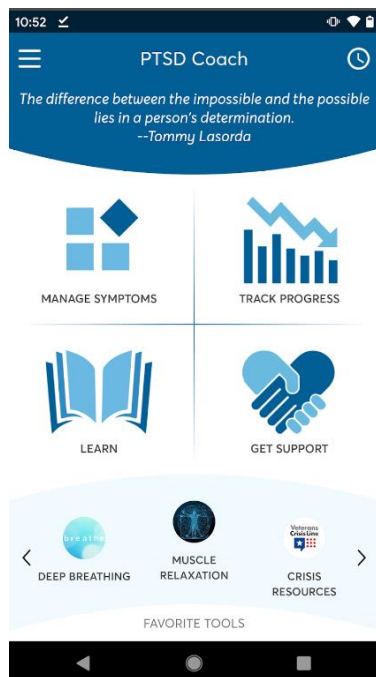 10:52
PTSD Coach
The difference between the impossible and the possible
lies in a person's determination.
--Tommy Lasorda
MANAGE SYMPTOMS
TRACK PROGRESS
LEARN
GET SUPPORT
breathe
Veterans
Crisis Line
DEEP BREATHING
MUSCLE
RELAXATION
CRISIS
RESOURCES
FAVORITE TOOLS